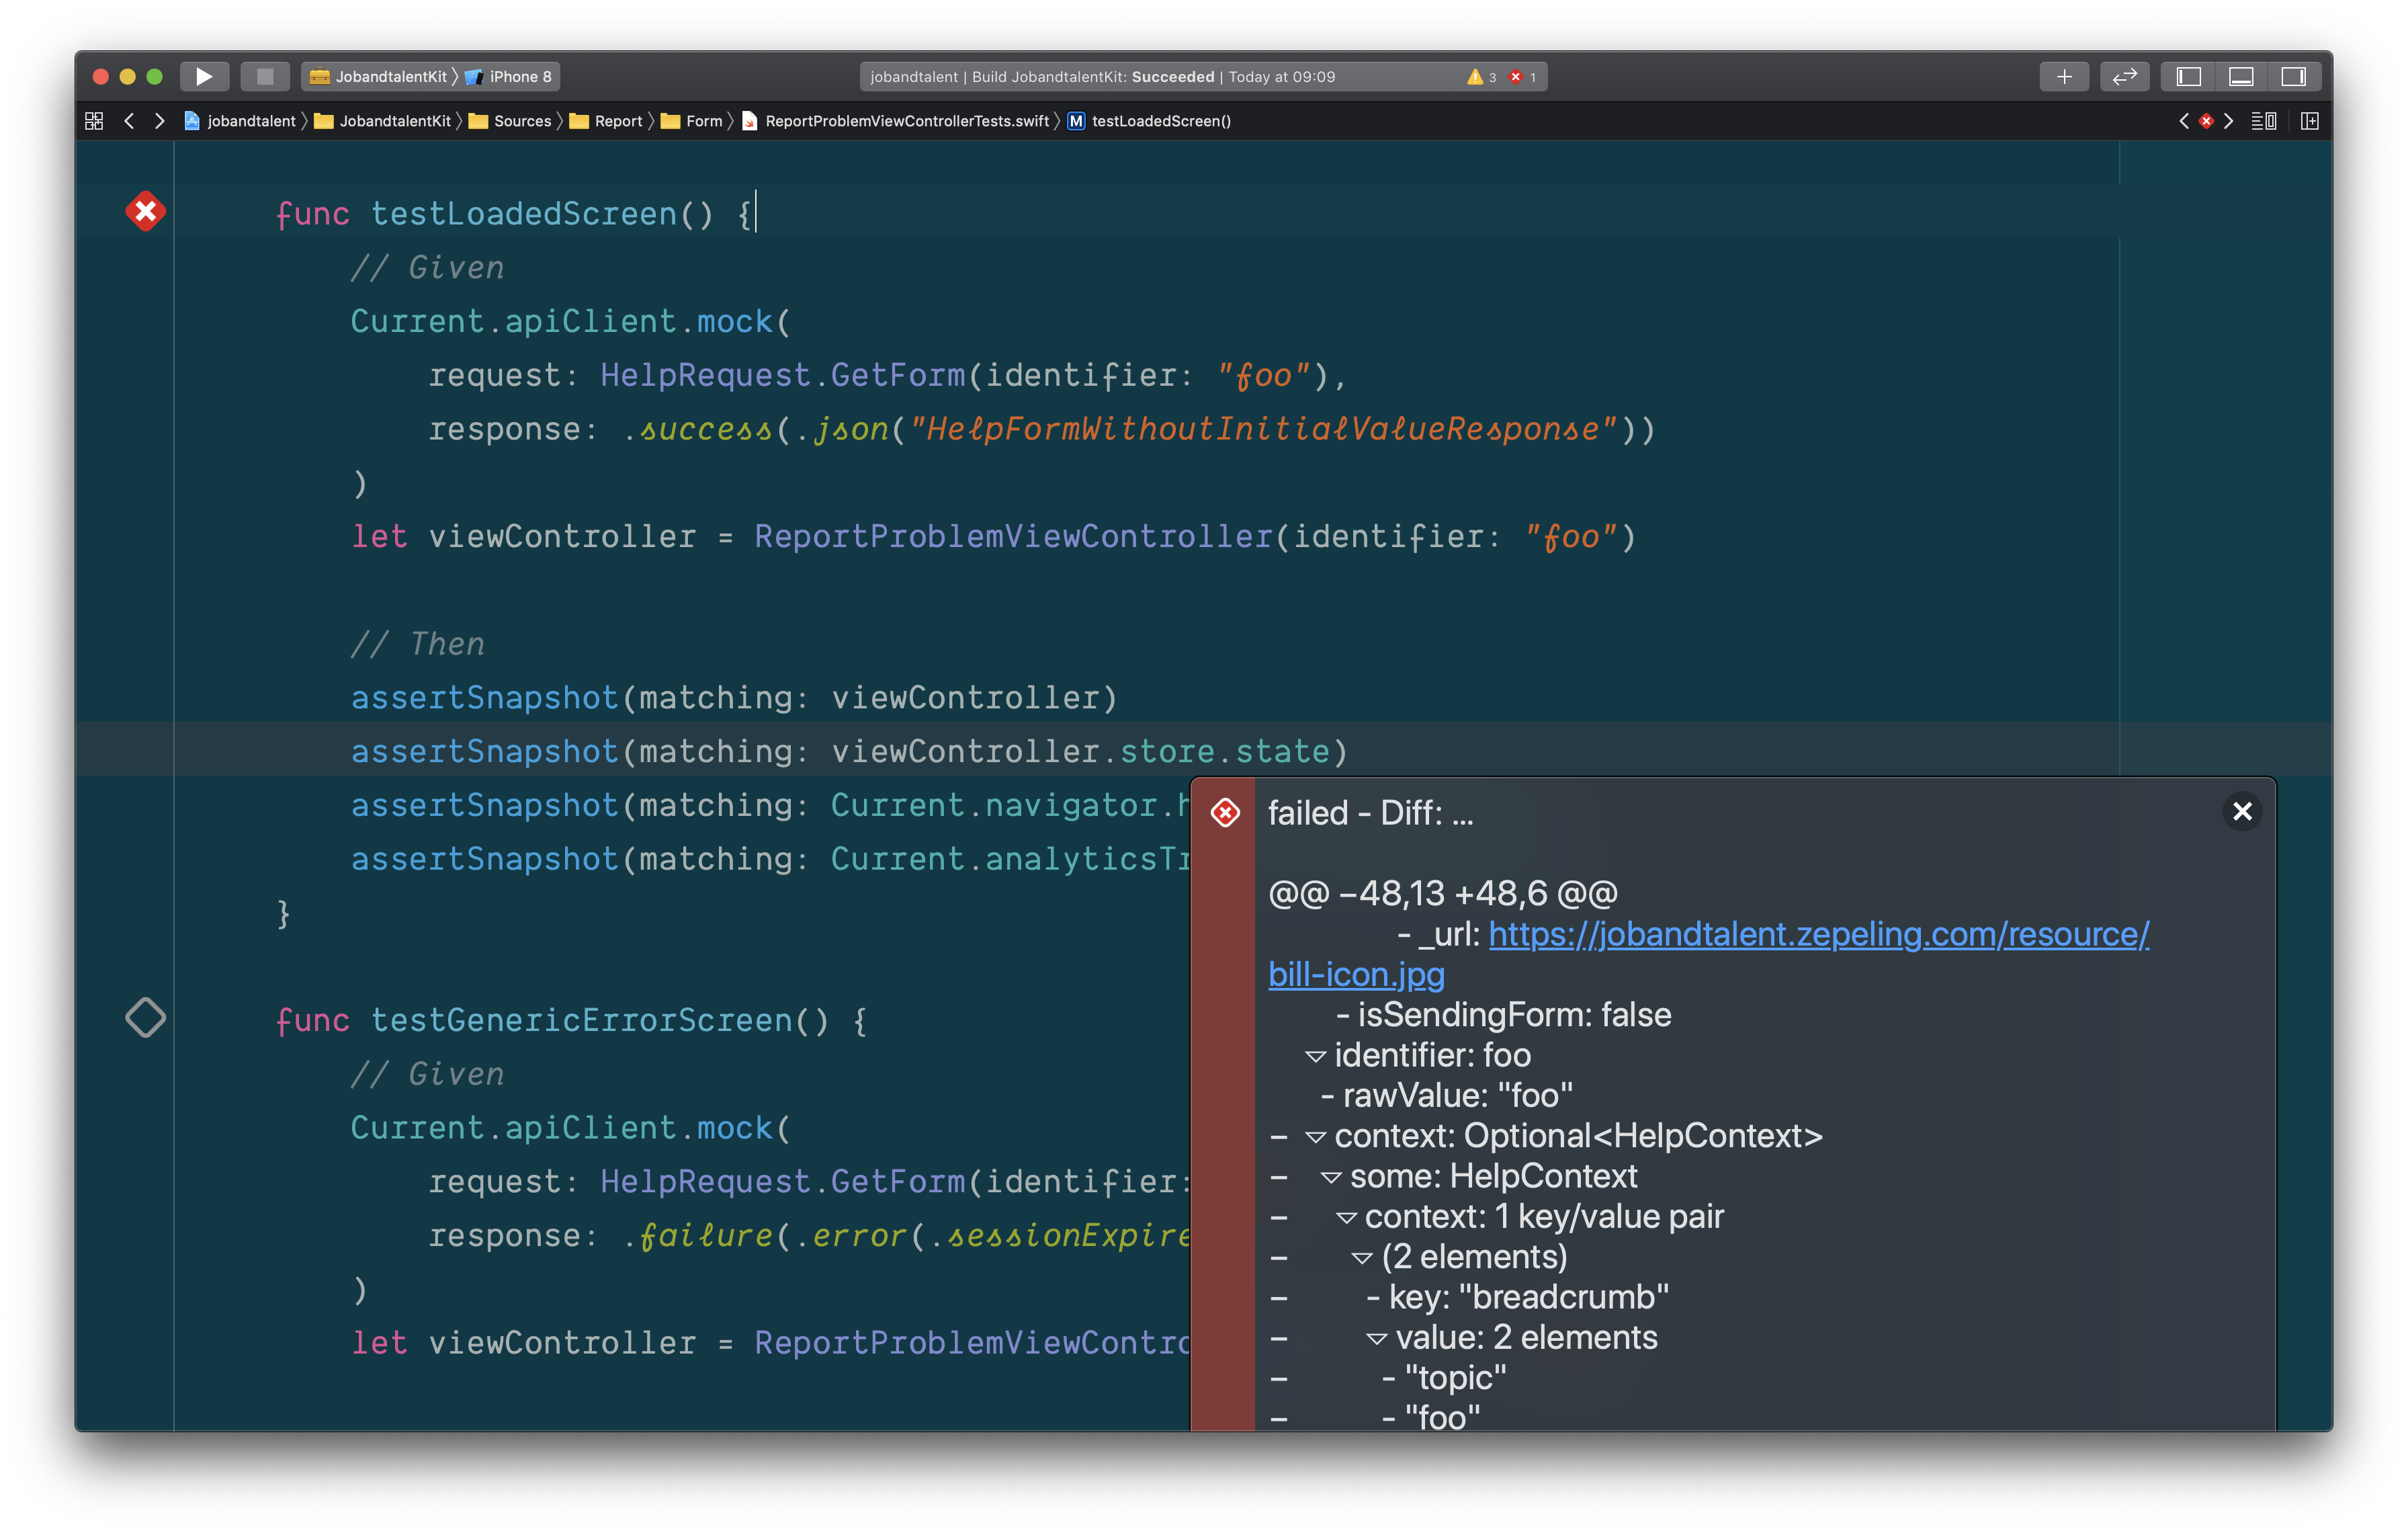 JobandtalentKit 〉 iPhone 8
jobandtalent | Build JobandtalentKit: Succeeded | Today at 09:09
3
1
jobandtalent 〉 JobandtalentKit 〉 Sources 〉 Report 〉 Form 〉 ReportProblemViewControllerTests.swift 〉 M testLoadedScreen()
func testLoadedScreen() {
// Given
Current.apiClient.mock(
request: HelpRequest.GetForm(identifier: "foo"),
response: .success(.json("HelpFormWithoutInitialValueResponse"))
)
let viewController = ReportProblemViewController(identifier: "foo")
// Then
assertSnapshot(matching: viewController)
assertSnapshot(matching: viewController.store.state)
assertSnapshot(matching: Current.navigator.h
assertSnapshot(matching: Current.analyticsTr
}
func testGenericErrorScreen() {
// Given
Current.apiClient.mock(
request: HelpRequest.GetForm(identifier:
response: .failure(.error(.sessionExpire
)
let viewController = ReportProblemViewContro
failed - Diff: ...
@@ −48,13 +48,6 @@
- _url: https://jobandtalent.zepeling.com/resource/
bill-icon.jpg
- isSendingForm: false
▿ identifier: foo
- rawValue: "foo"
− ▿ context: Optional<HelpContext>
− ▿ some: HelpContext
− ▿ context: 1 key/value pair
− ▿ (2 elements)
− - key: "breadcrumb"
− ▿ value: 2 elements
− - "topic"
− - "foo"